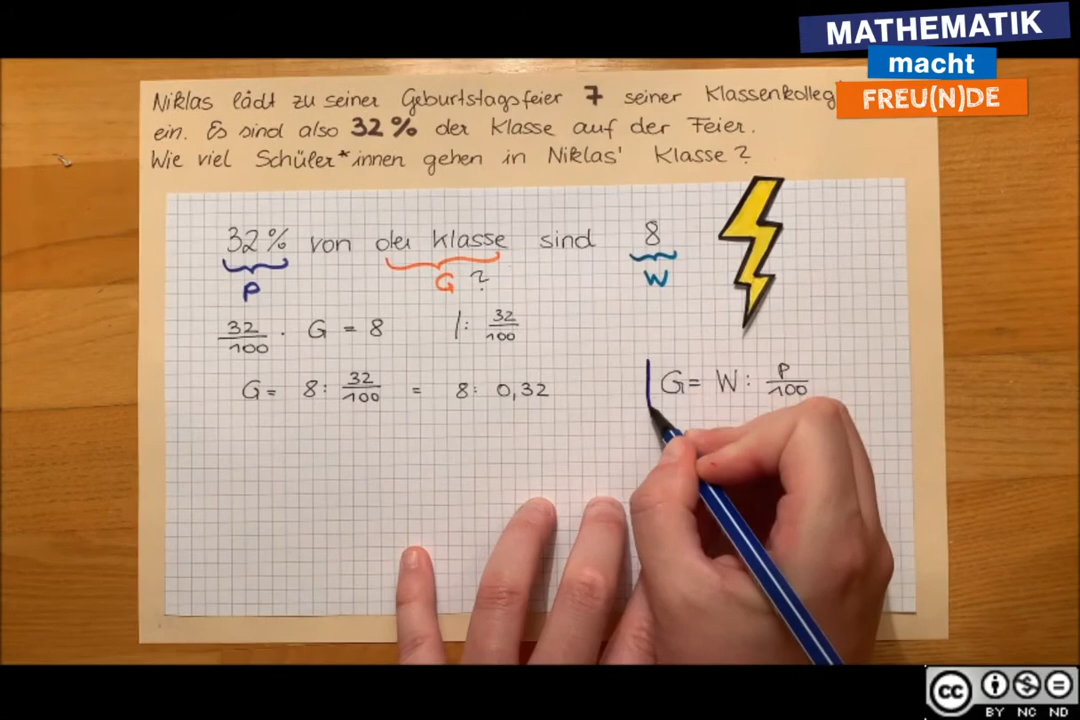 MATHEMATIK
macht
FREU(N)DE
Niklas lädt zu seiner Geburtstagsfeier 7 seiner Klassenkolleg
ein. Es sind also 32% der Klasse auf der Feier.
Wie viel Schüler*innen gehen in Niklas' Klasse?
32% von der Klasse sind 8
P G ? W
32/100 · G = 8 |: 32/100
G = 8 : 32/100 = 8 : 0,32
G = W : P/100
cc BY NC ND